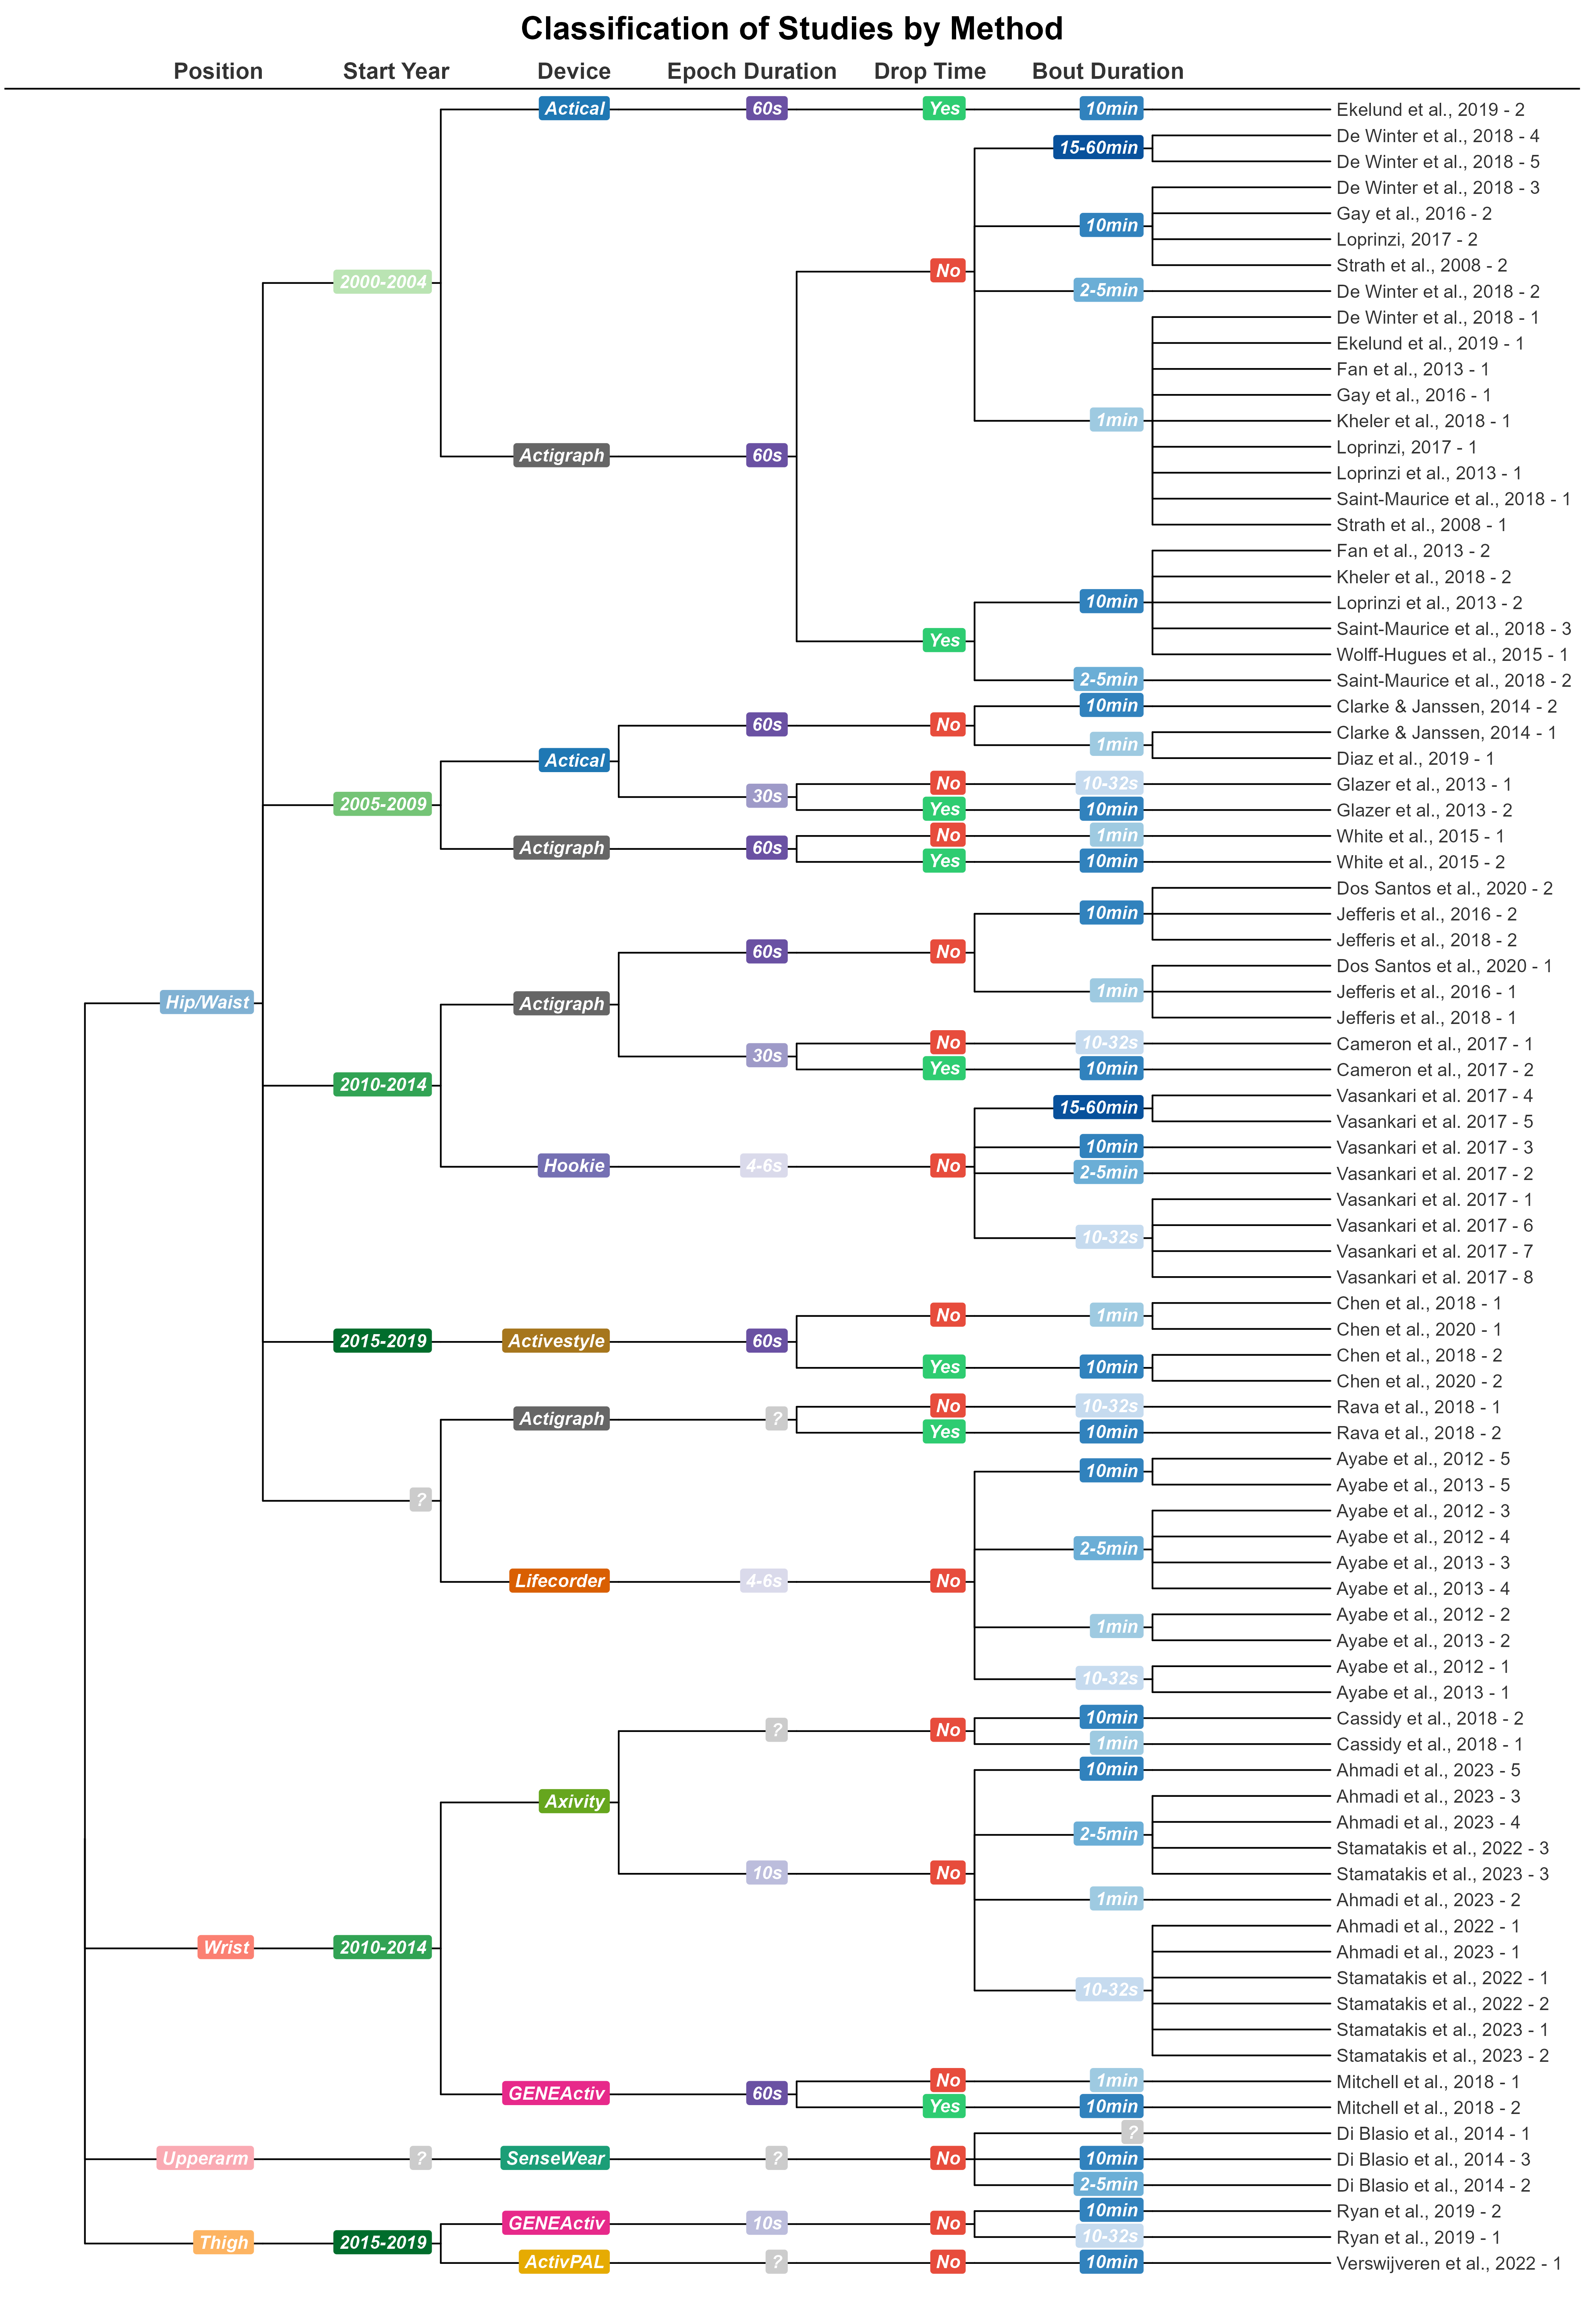 Classification of Studies by Method
Position Start Year Device Epoch Duration Drop Time Bout Duration
Actical 60s Yes 10min Ekelund et al., 2019 - 2
De Winter et al., 2018 - 4
15-60min
De Winter et al., 2018 - 5
De Winter et al., 2018 - 3
Gay et al., 2016 - 2
10min
Loprinzi, 2017 - 2
Strath et al., 2008 - 2
No
2000-2004
2-5min De Winter et al., 2018 - 2
De Winter et al., 2018 - 1
Ekelund et al., 2019 - 1
Fan et al., 2013 - 1
Gay et al., 2016 - 1
1min Kheler et al., 2018 - 1
Loprinzi, 2017 - 1
Actigraph 60s
Loprinzi et al., 2013 - 1
Saint-Maurice et al., 2018 - 1
Strath et al., 2008 - 1
Fan et al., 2013 - 2
Kheler et al., 2018 - 2
10min Loprinzi et al., 2013 - 2
Saint-Maurice et al., 2018 - 3
Yes
Wolff-Hugues et al., 2015 - 1
2-5min Saint-Maurice et al., 2018 - 2
10min Clarke & Janssen, 2014 - 2
60s No
Clarke & Janssen, 2014 - 1
1min
Actical Diaz et al., 2019 - 1
No 10-32s Glazer et al., 2013 - 1
30s
2005-2009 Yes 10min Glazer et al., 2013 - 2
No 1min White et al., 2015 - 1
Actigraph 60s
Yes 10min White et al., 2015 - 2
Dos Santos et al., 2020 - 2
10min Jefferis et al., 2016 - 2
Jefferis et al., 2018 - 2
60s No
Dos Santos et al., 2020 - 1
1min Jefferis et al., 2016 - 1
Hip/Waist Actigraph
Jefferis et al., 2018 - 1
No 10-32s Cameron et al., 2017 - 1
30s
Yes 10min Cameron et al., 2017 - 2
2010-2014
Vasankari et al. 2017 - 4
15-60min
Vasankari et al. 2017 - 5
10min Vasankari et al. 2017 - 3
Hookie 4-6s No
2-5min Vasankari et al. 2017 - 2
Vasankari et al. 2017 - 1
Vasankari et al. 2017 - 6
10-32s
Vasankari et al. 2017 - 7
Vasankari et al. 2017 - 8
Chen et al., 2018 - 1
No 1min
Chen et al., 2020 - 1
2015-2019 Activestyle 60s
Chen et al., 2018 - 2
Yes 10min
Chen et al., 2020 - 2
No 10-32s Rava et al., 2018 - 1
Actigraph ?
Yes 10min Rava et al., 2018 - 2
Ayabe et al., 2012 - 5
10min
Ayabe et al., 2013 - 5
?
Ayabe et al., 2012 - 3
Ayabe et al., 2012 - 4
2-5min
Ayabe et al., 2013 - 3
Lifecorder 4-6s No
Ayabe et al., 2013 - 4
Ayabe et al., 2012 - 2
1min
Ayabe et al., 2013 - 2
Ayabe et al., 2012 - 1
10-32s
Ayabe et al., 2013 - 1
10min Cassidy et al., 2018 - 2
? No
1min Cassidy et al., 2018 - 1
10min Ahmadi et al., 2023 - 5
Axivity
Ahmadi et al., 2023 - 3
Ahmadi et al., 2023 - 4
2-5min
Stamatakis et al., 2022 - 3
Stamatakis et al., 2023 - 3
10s No
1min Ahmadi et al., 2023 - 2
Ahmadi et al., 2022 - 1
Wrist 2010-2014
Ahmadi et al., 2023 - 1
Stamatakis et al., 2022 - 1
10-32s
Stamatakis et al., 2022 - 2
Stamatakis et al., 2023 - 1
Stamatakis et al., 2023 - 2
No 1min Mitchell et al., 2018 - 1
GENEActiv 60s
Yes 10min Mitchell et al., 2018 - 2
? Di Blasio et al., 2014 - 1
Upperarm ? SenseWear ? No 10min Di Blasio et al., 2014 - 3
2-5min Di Blasio et al., 2014 - 2
10min Ryan et al., 2019 - 2
GENEActiv 10s No
10-32s Ryan et al., 2019 - 1
Thigh 2015-2019
ActivPAL ? No 10min Verswijveren et al., 2022 - 1